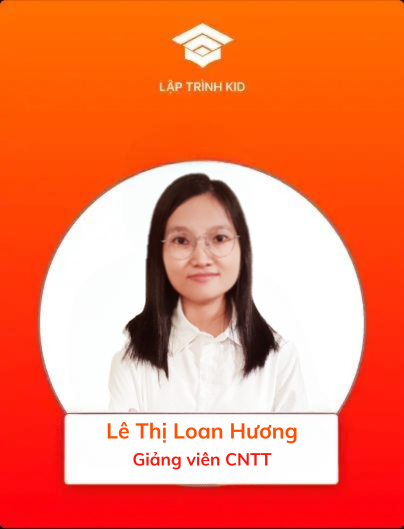 LẬP TRÌNH KID
Lê Thị Loan Hương
Giảng viên CNTT